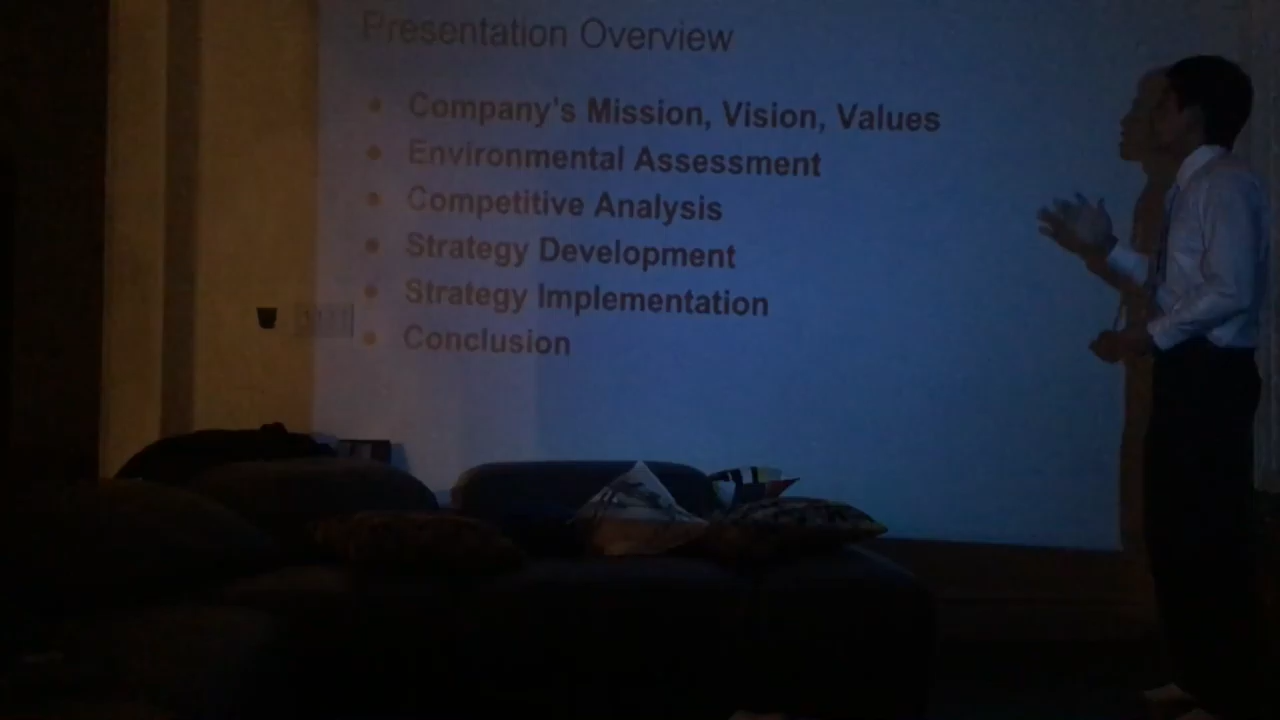 Presentation Overview
• Company's Mission, Vision, Values
• Environmental Assessment
• Competitive Analysis
• Strategy Development
• Strategy Implementation
• Conclusion